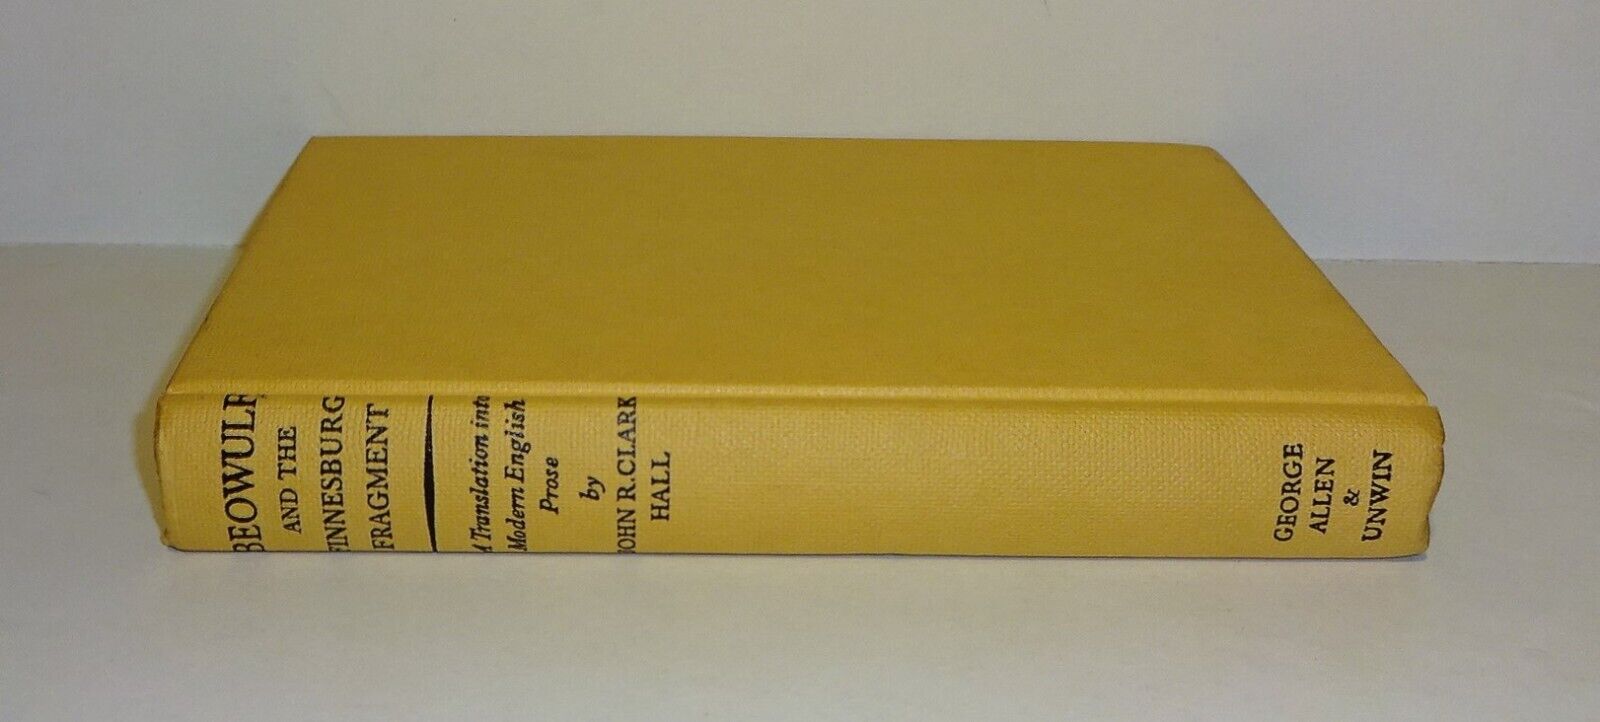 BEOWULF
AND THE
FINNESBURG
FRAGMENT
A Translation into
Modern English
Prose
by
JOHN R. CLARK
HALL
GEORGE
ALLEN
&
UNWIN